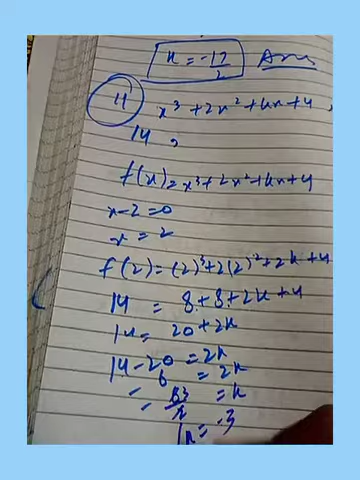 x = -17/2 Ans
11 x³ + 2x² + kx + 4,
14,
f(x) = x³ + 2x² + kx + 4
x - 2 = 0
x = 2
f(2) = (2)³ + 2(2)² + 2k + 4
14 = 8 + 8 + 2k + 4
14 = 20 + 2k
14 - 20 = 2k
6 = 2k
= k
k = -3